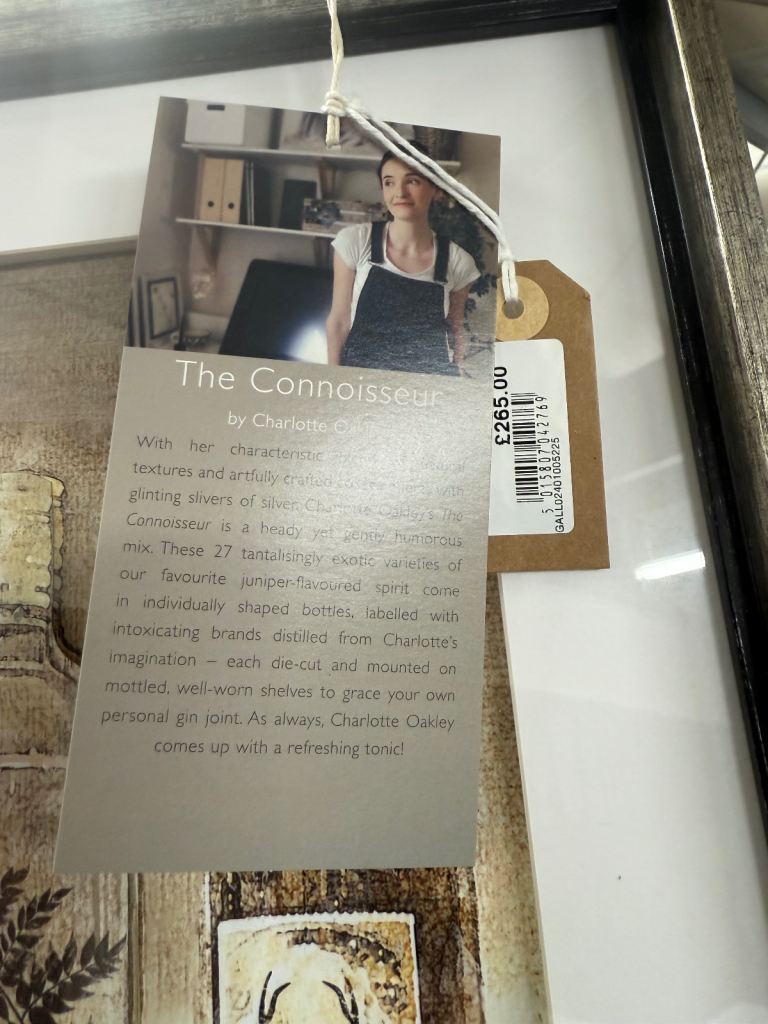 The Connoisseur
by Charlotte
With her characteristic
textures and artfully crafted with
glinting slivers of silver, Charlotte Oakley's The
Connoisseur is a heady yet gently humorous
mix. These 27 tantalisingly exotic varieties of
our favourite juniper-flavoured spirit come
in individually shaped bottles, labelled with
intoxicating brands distilled from Charlotte's
imagination – each die-cut and mounted on
mottled, well-worn shelves to grace your own
personal gin joint. As always, Charlotte Oakley
comes up with a refreshing tonic!
£265.00
5 015807 042769
GALL02401005225